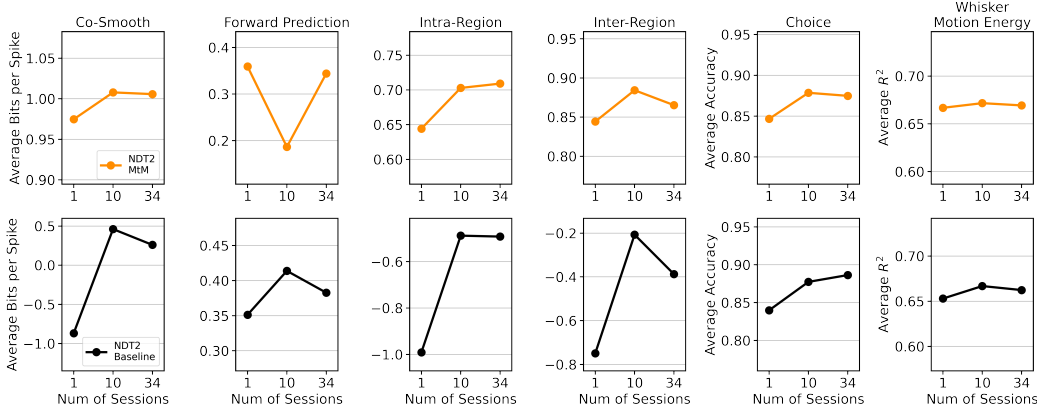 Co-Smooth
Forward Prediction
Intra-Region
Inter-Region
Choice
Whisker
Motion Energy
Average Bits per Spike
1.05
1.00
0.95
0.90
NDT2
MtM
1 10 34
0.4
0.3
0.2
1 10 34
0.75
0.70
0.65
0.60
1 10 34
0.95
0.90
0.85
0.80
1 10 34
Average Accuracy
0.95
0.90
0.85
0.80
1 10 34
Average R²
0.70
0.65
0.60
1 10 34
Average Bits per Spike
0.5
0.0
−0.5
−1.0
NDT2
Baseline
1 10 34
Num of Sessions
0.45
0.40
0.35
0.30
1 10 34
Num of Sessions
−0.6
−0.8
−1.0
1 10 34
Num of Sessions
−0.2
−0.4
−0.6
−0.8
1 10 34
Num of Sessions
Average Accuracy
0.95
0.90
0.85
0.80
1 10 34
Num of Sessions
Average R²
0.70
0.65
0.60
1 10 34
Num of Sessions